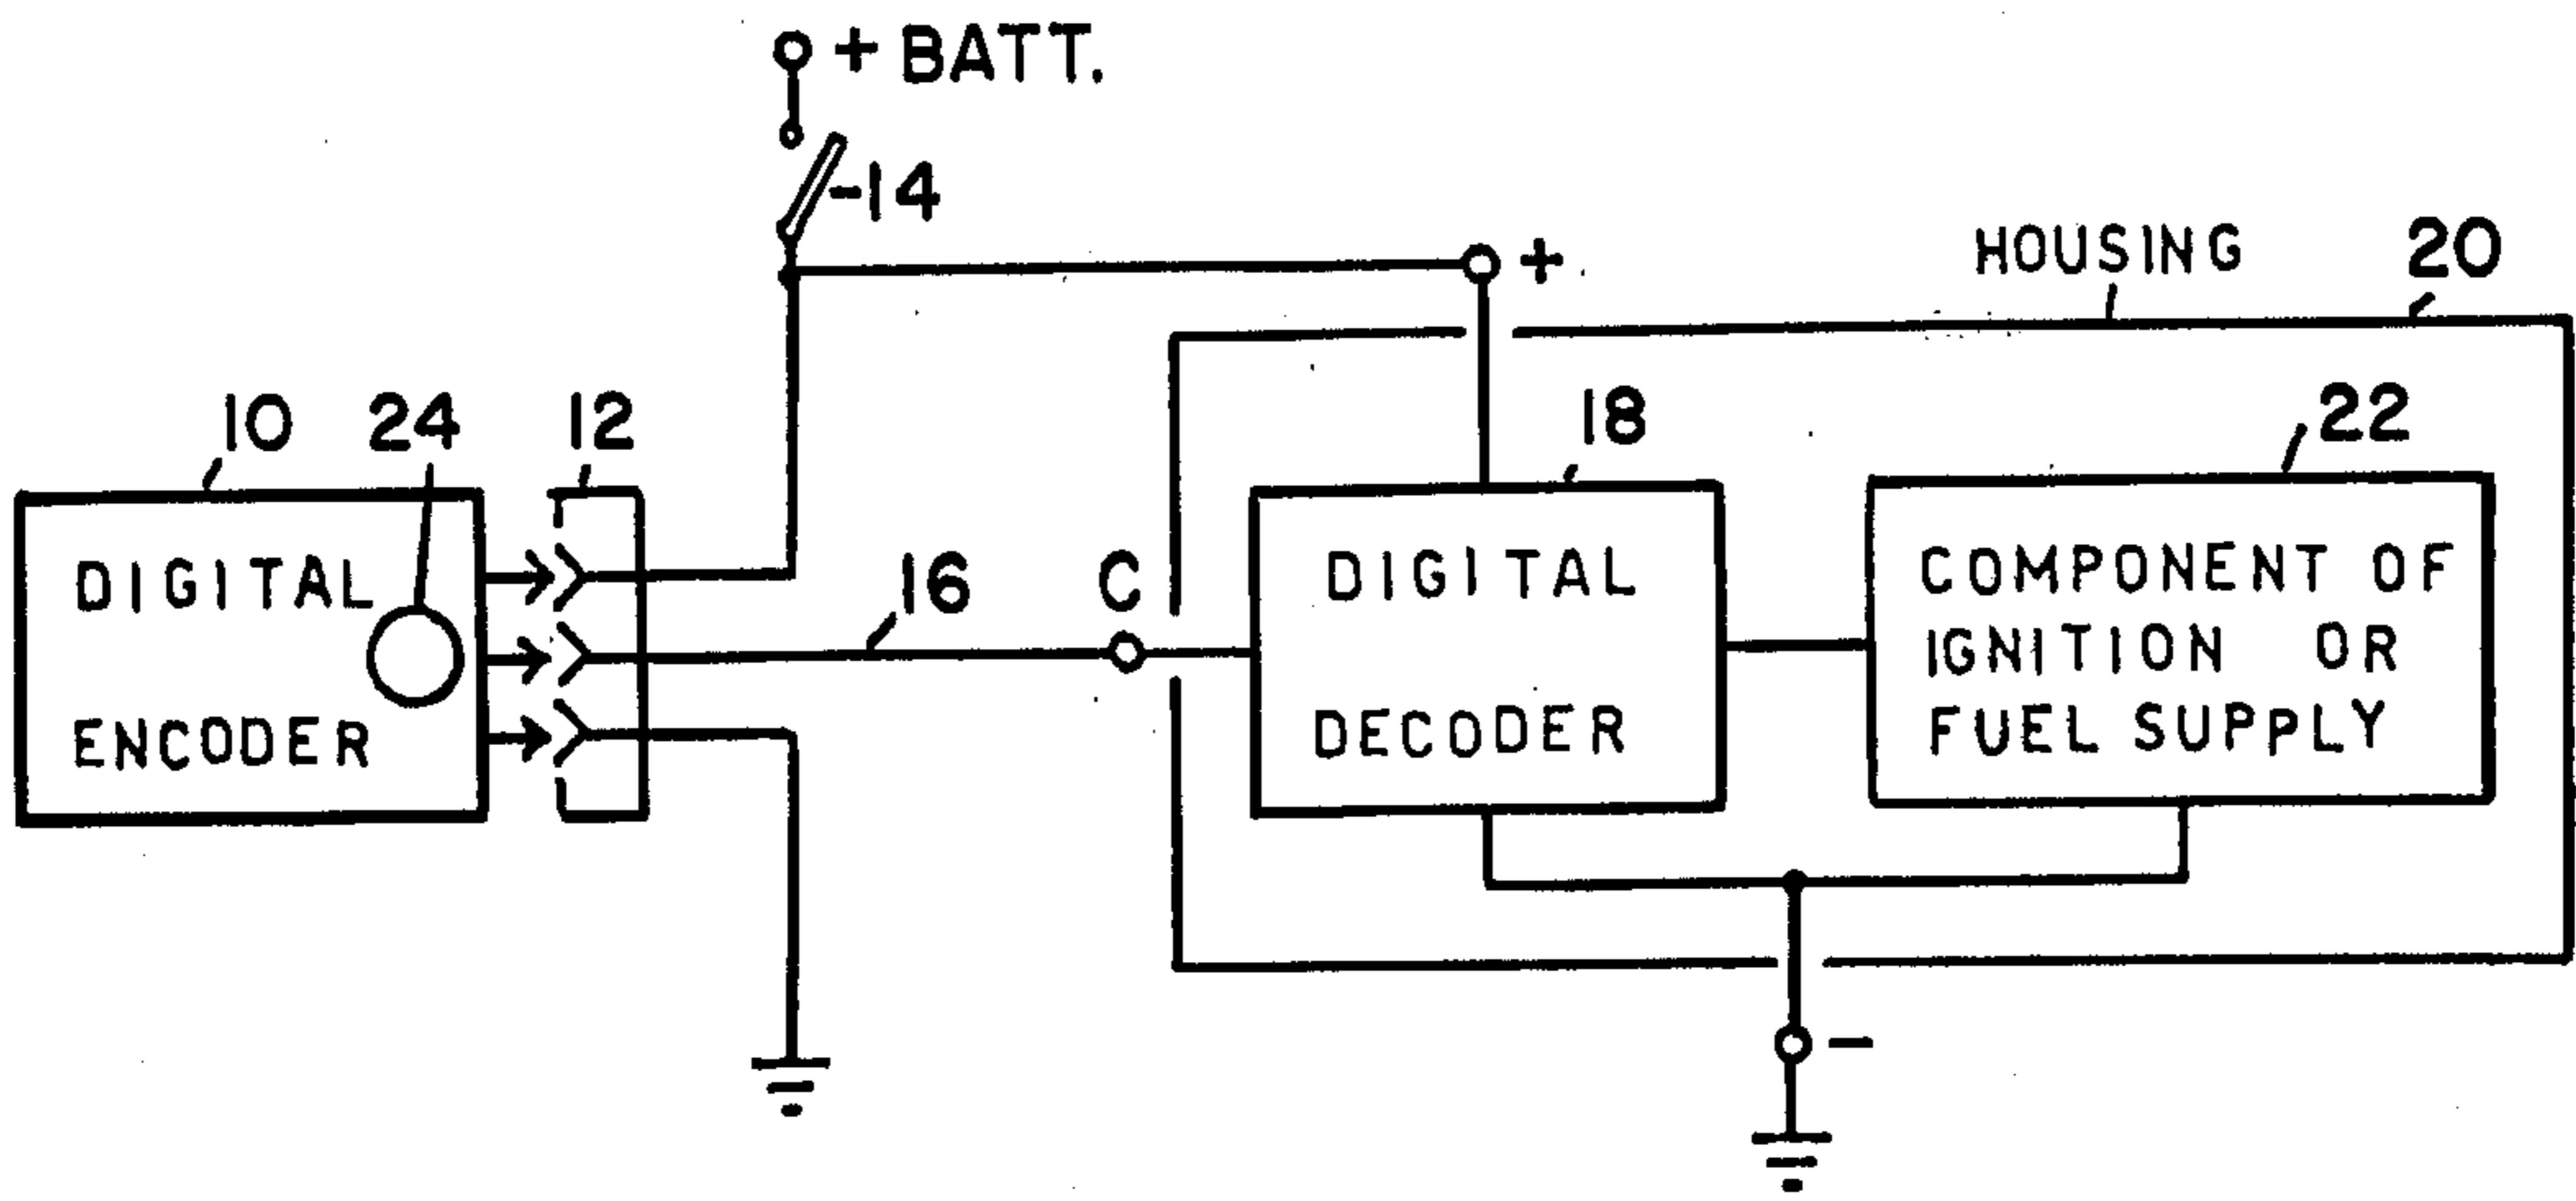 + BATT.
-14
+
HOUSING 20
10 24 12
18
22
DIGITAL
ENCODER
16
C
DIGITAL
DECODER
COMPONENT OF
IGNITION OR
FUEL SUPPLY
-